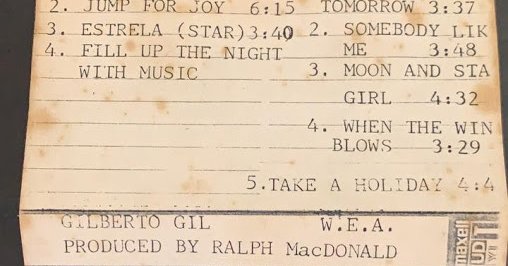 2. JUMP FOR JOY 6:15
3. ESTRELA (STAR)3:40
4. FILL UP THE NIGHT
WITH MUSIC
TOMORROW 3:37
2. SOMEBODY LIK
ME 3:48
3. MOON AND STA
GIRL 4:32
4. WHEN THE WIN
BLOWS 3:29
5.TAKE A HOLIDAY 4:4
GILBERTO GIL W.E.A.
PRODUCED BY RALPH MacDONALD
maxell
UD